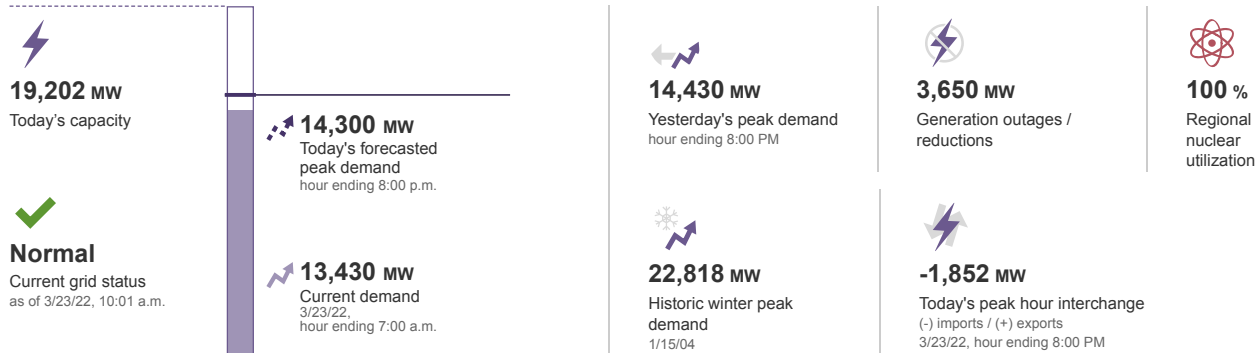 19,202 MW
Today's capacity
Normal
Current grid status
as of 3/23/22, 10:01 a.m.
14,300 MW
Today's forecasted
peak demand
hour ending 8:00 p.m.
13,430 MW
Current demand
3/23/22,
hour ending 7:00 a.m.
14,430 MW
Yesterday's peak demand
hour ending 8:00 PM
3,650 MW
Generation outages /
reductions
100 %
Regional
nuclear
utilization
22,818 MW
Historic winter peak
demand
1/15/04
-1,852 MW
Today's peak hour interchange
(-) imports / (+) exports
3/23/22, hour ending 8:00 PM